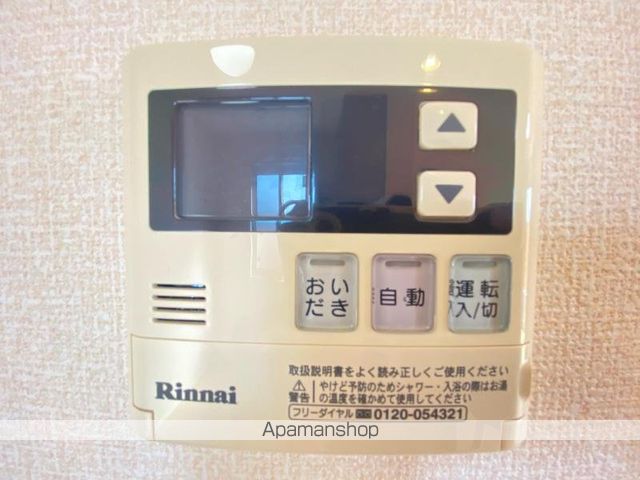 ▲
▼
おい
だき
自動
運転
入/切
取扱説明書をよく読み正しくご使用ください
⚠ やけど予防のためシャワー・入浴の際はお湯
警告 の温度を確かめて使用してください
フリーダイヤル 0120-054321
Rinnai
Apamanshop